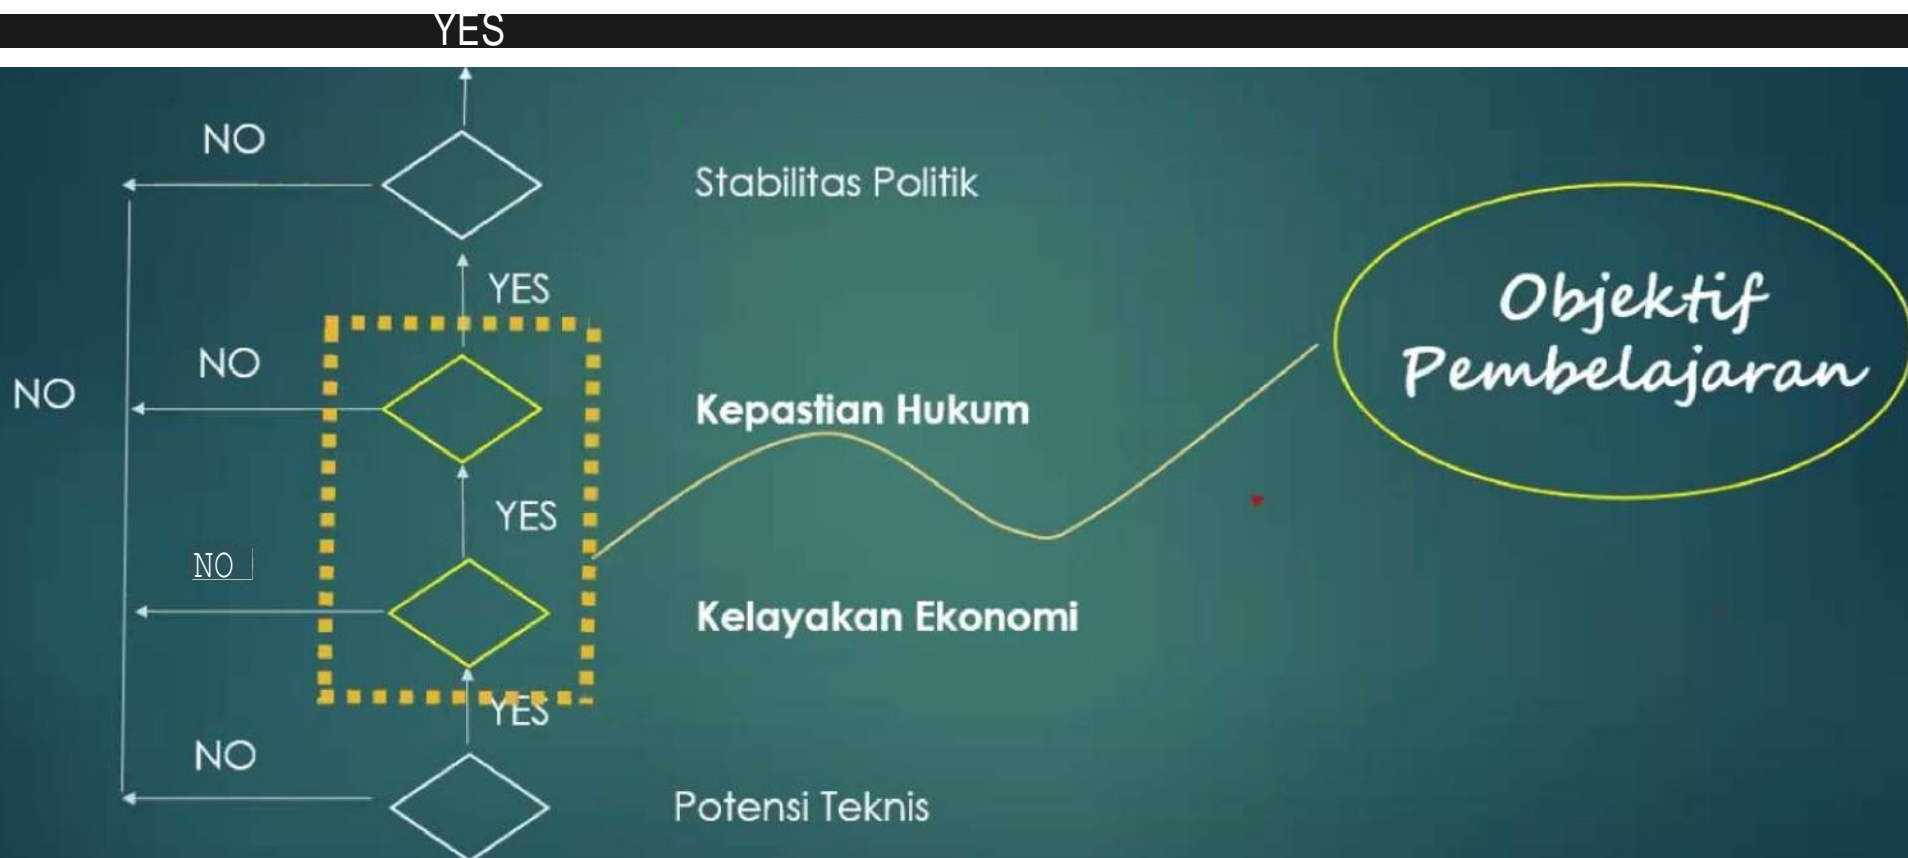 YES
NO
Stabilitas Politik
YES
Objektif
Pembelajaran
NO
NO
Kepastian Hukum
YES
NO
Kelayakan Ekonomi
YES
NO
Potensi Teknis